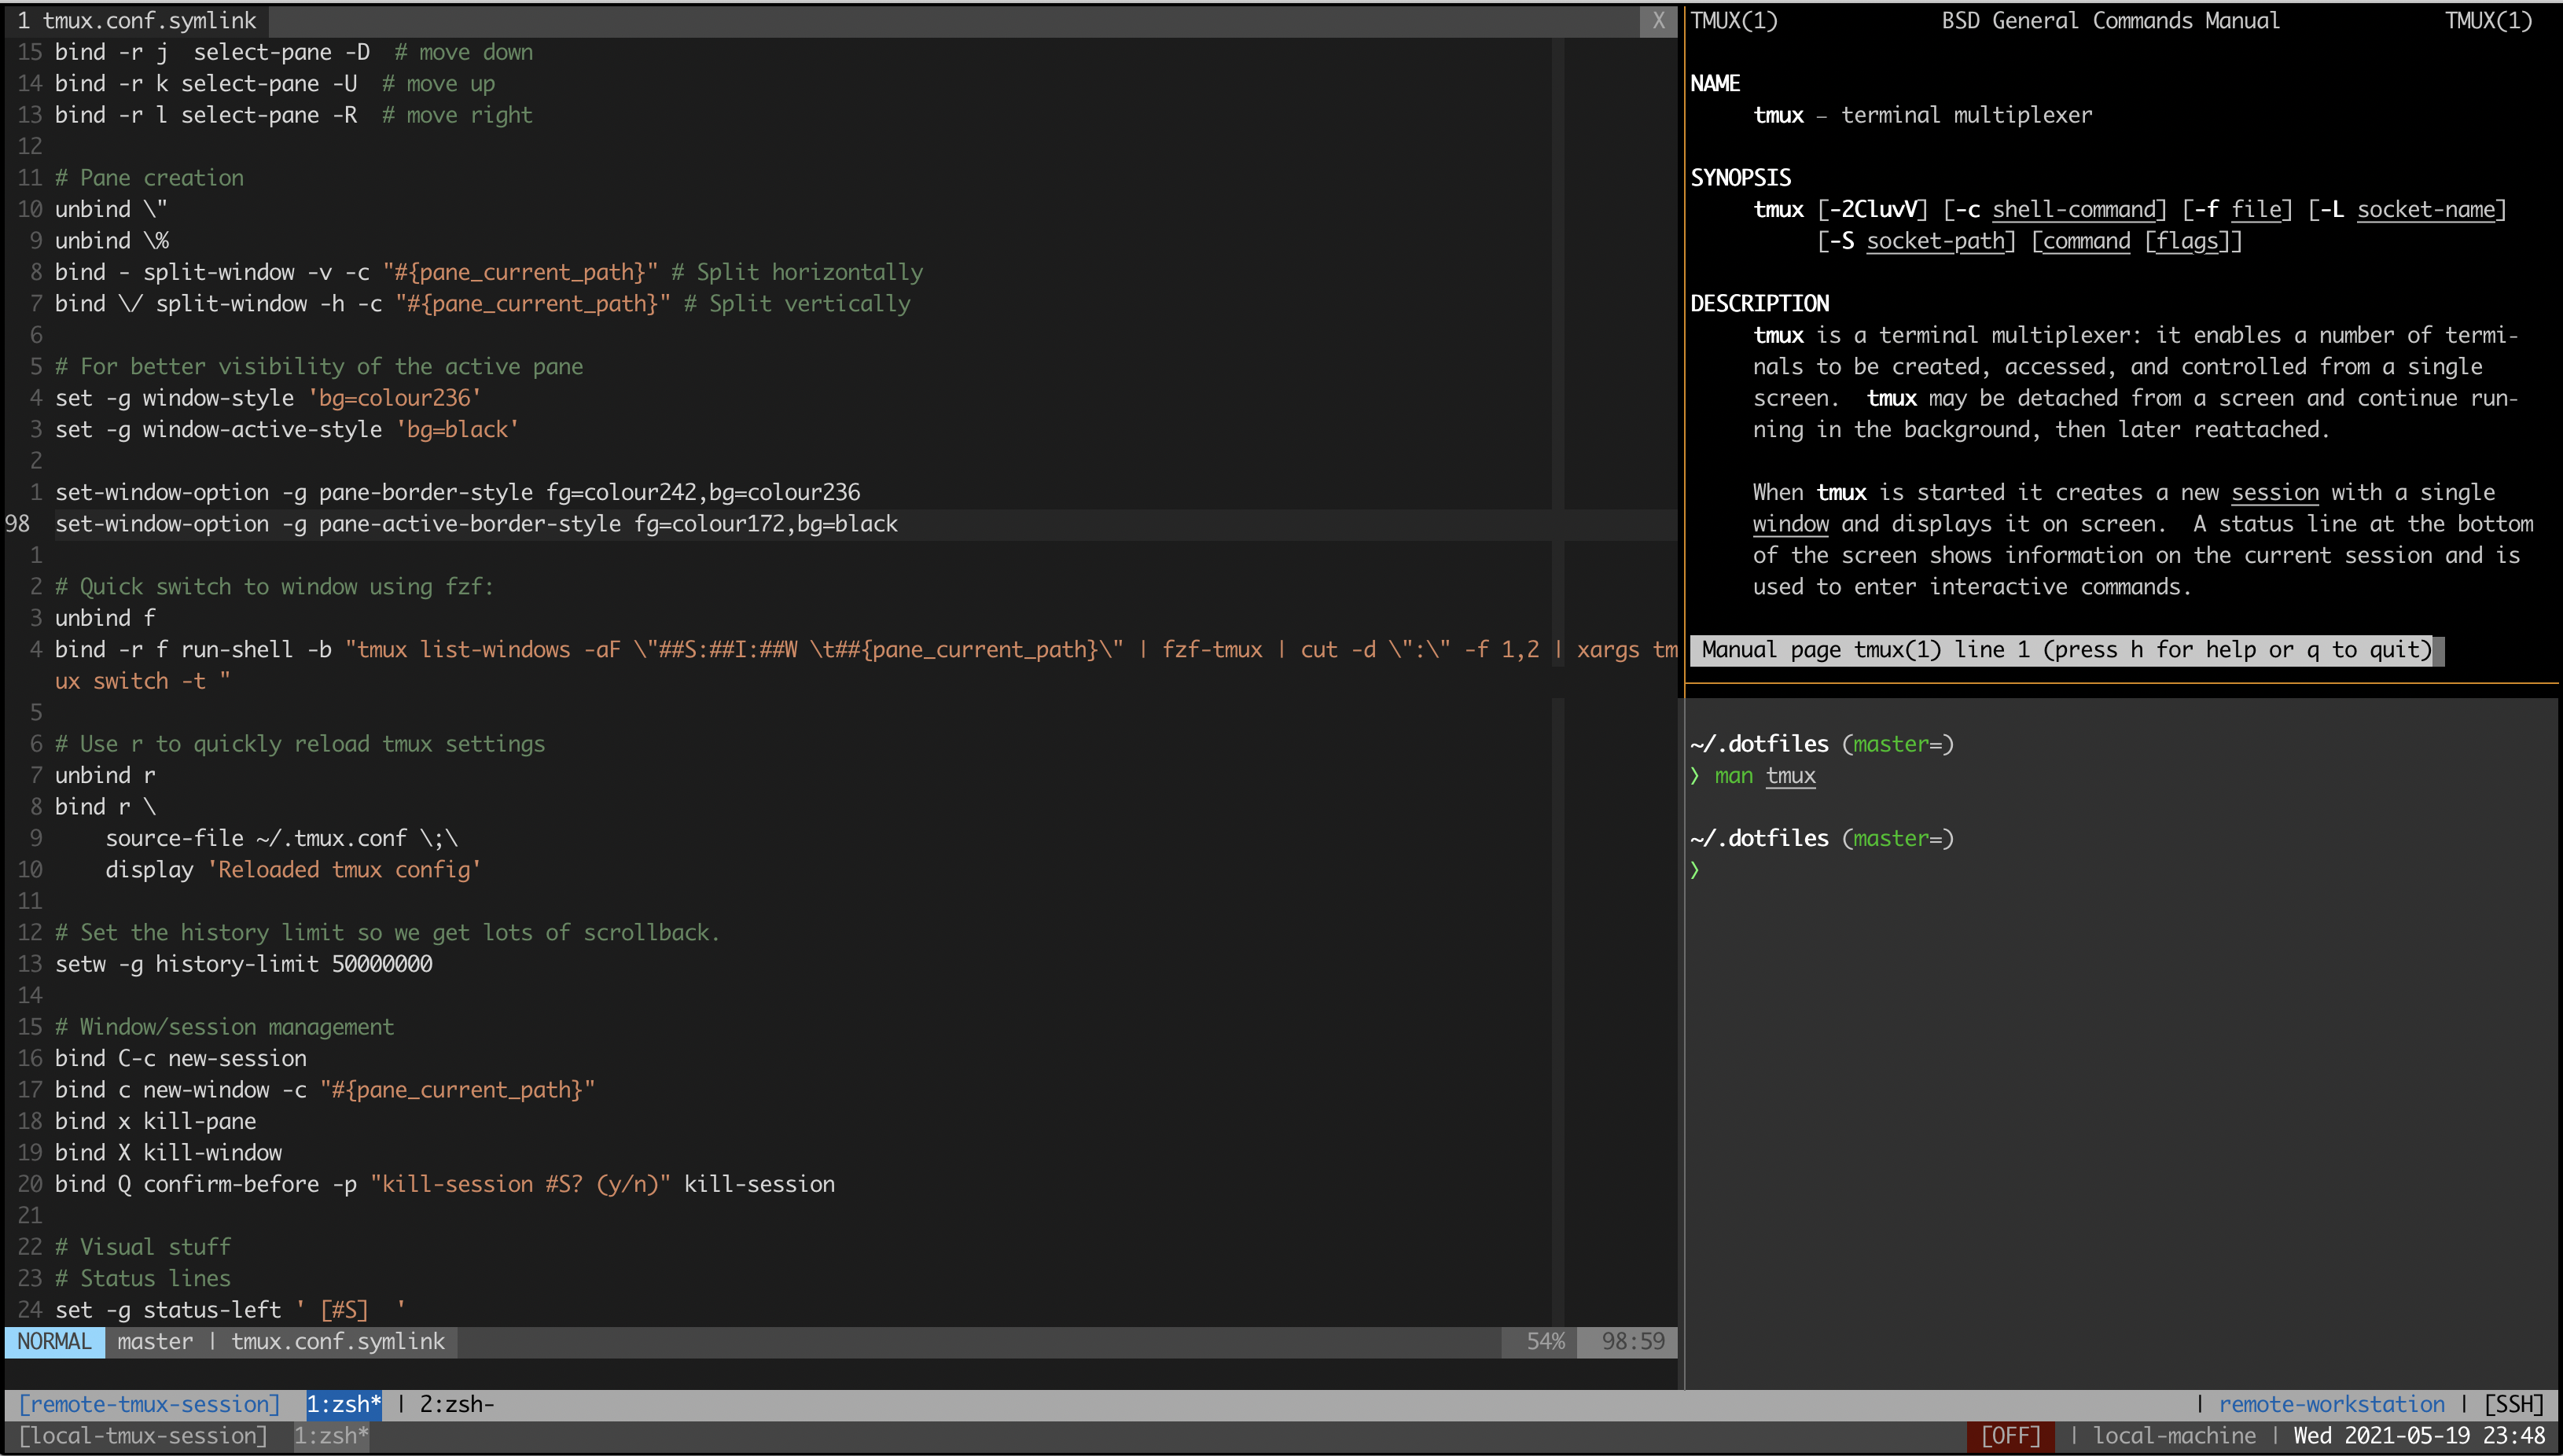 1 tmux.conf.symlink X
15 bind -r j  select-pane -D  # move down
14 bind -r k select-pane -U  # move up
13 bind -r l select-pane -R  # move right
12
11 # Pane creation
10 unbind \"
9 unbind \%
8 bind - split-window -v -c "#{pane_current_path}" # Split horizontally
7 bind \/ split-window -h -c "#{pane_current_path}" # Split vertically
6
5 # For better visibility of the active pane
4 set -g window-style 'bg=colour236'
3 set -g window-active-style 'bg=black'
2
1 set-window-option -g pane-border-style fg=colour242,bg=colour236
98 set-window-option -g pane-active-border-style fg=colour172,bg=black
1
2 # Quick switch to window using fzf:
3 unbind f
4 bind -r f run-shell -b "tmux list-windows -aF \"##S:##I:##W \t##{pane_current_path}\" | fzf-tmux | cut -d \":\" -f 1,2 | xargs tm
ux switch -t "
5
6 # Use r to quickly reload tmux settings
7 unbind r
8 bind r \
9     source-file ~/.tmux.conf \;\
10     display 'Reloaded tmux config'
11
12 # Set the history limit so we get lots of scrollback.
13 setw -g history-limit 50000000
14
15 # Window/session management
16 bind C-c new-session
17 bind c new-window -c "#{pane_current_path}"
18 bind x kill-pane
19 bind X kill-window
20 bind Q confirm-before -p "kill-session #S? (y/n)" kill-session
21
22 # Visual stuff
23 # Status lines
24 set -g status-left ' [#S]  '
NORMAL master | tmux.conf.symlink 54% 98:59
TMUX(1) BSD General Commands Manual TMUX(1)
NAME
tmux – terminal multiplexer
SYNOPSIS
tmux [-2CluvV] [-c shell-command] [-f file] [-L socket-name]
[-S socket-path] [command [flags]]
DESCRIPTION
tmux is a terminal multiplexer: it enables a number of termi-
nals to be created, accessed, and controlled from a single
screen.  tmux may be detached from a screen and continue run-
ning in the background, then later reattached.
When tmux is started it creates a new session with a single
window and displays it on screen.  A status line at the bottom
of the screen shows information on the current session and is
used to enter interactive commands.
Manual page tmux(1) line 1 (press h for help or q to quit)
~/.dotfiles (master=)
❯ man tmux
~/.dotfiles (master=)
❯
[remote-tmux-session] 1:zsh* | 2:zsh- | remote-workstation | [SSH]
[local-tmux-session] 1:zsh* [OFF] | local-machine | Wed 2021-05-19 23:48